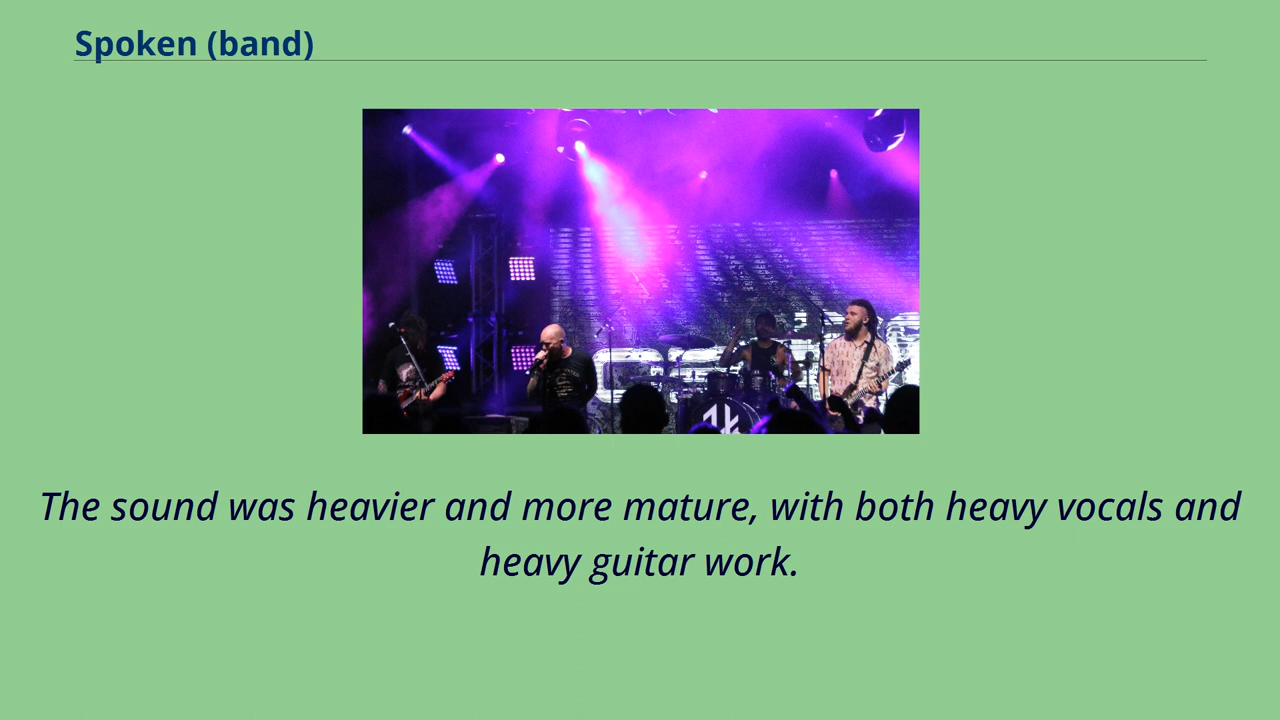 Spoken (band)
The sound was heavier and more mature, with both heavy vocals and
heavy guitar work.